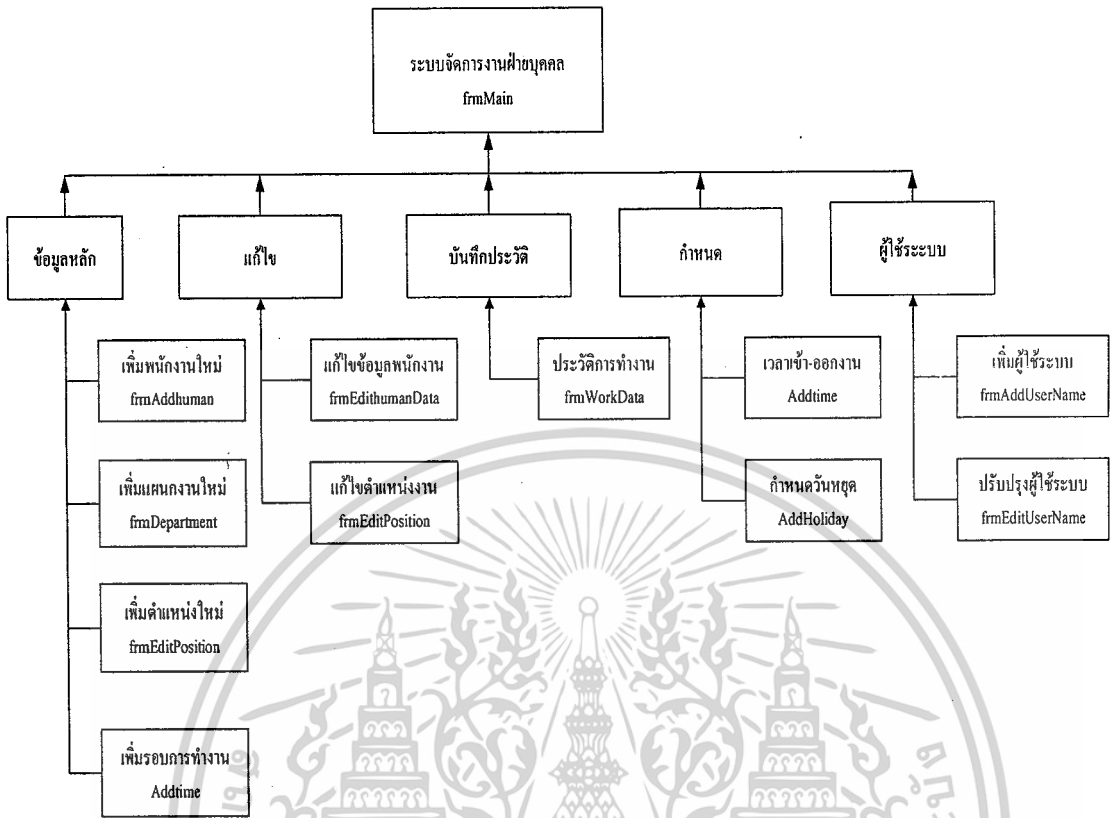 ระบบจัดการงานฝ่ายบุคคล
frmMain
ข้อมูลหลัก
แก้ไข
บันทึกประวัติ
กำหนด
ผู้ใช้ระะบบ
เพิ่มพนักงานใหม่
frmAddhuman
เพิ่มแผนกงานใหม่
frmDepartment
เพิ่มตำแหน่งใหม่
frmEditPosition
เพิ่มรอบการทำงาน
Addtime
แก้ไขข้อมูลพนักงาน
frmEdithumanData
แก้ไขตำแหน่งงาน
frmEditPosition
ประวัติการทำงาน
frmWorkData
เวลาเข้า-ออกงาน
Addtime
กำหนดวันหยุด
AddHoliday
เพิ่มผู้ใช้ระบบ
frmAddUserName
ปรับปรุงผู้ใช้ระบบ
frmEditUserName